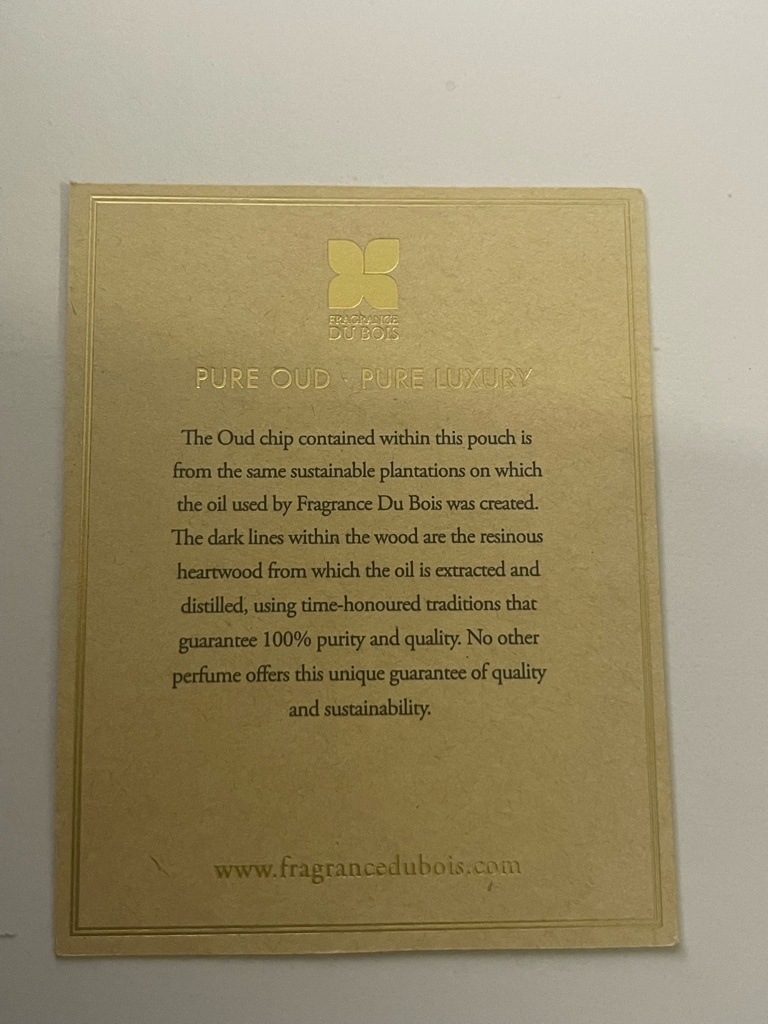 FRAGRANCE
DU BOIS
PURE OUD · PURE LUXURY
The Oud chip contained within this pouch is
from the same sustainable plantations on which
the oil used by Fragrance Du Bois was created.
The dark lines within the wood are the resinous
heartwood from which the oil is extracted and
distilled, using time-honoured traditions that
guarantee 100% purity and quality. No other
perfume offers this unique guarantee of quality
and sustainability.
www.fragrancedubois.com